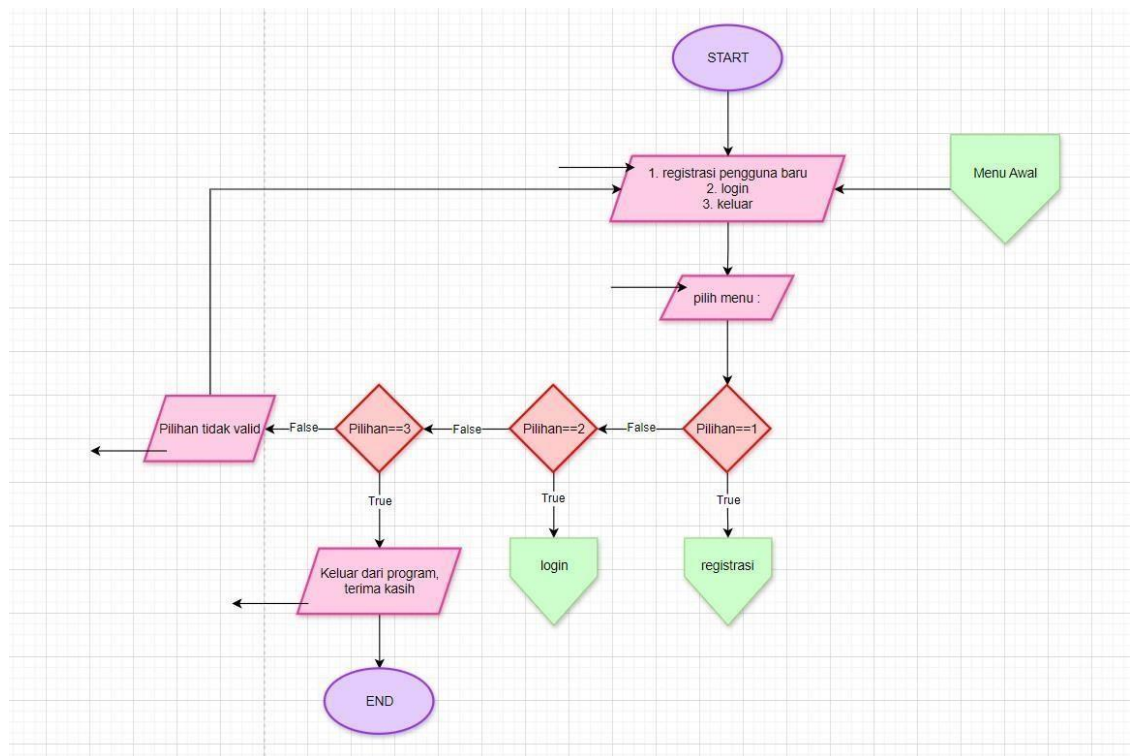 START
1. registrasi pengguna baru
2. login
3. keluar
Menu Awal
pilih menu :
Pilihan tidak valid
False
Pilihan==3
False
Pilihan==2
False
Pilihan==1
True
True
True
Keluar dari program,
terima kasih
login
registrasi
END